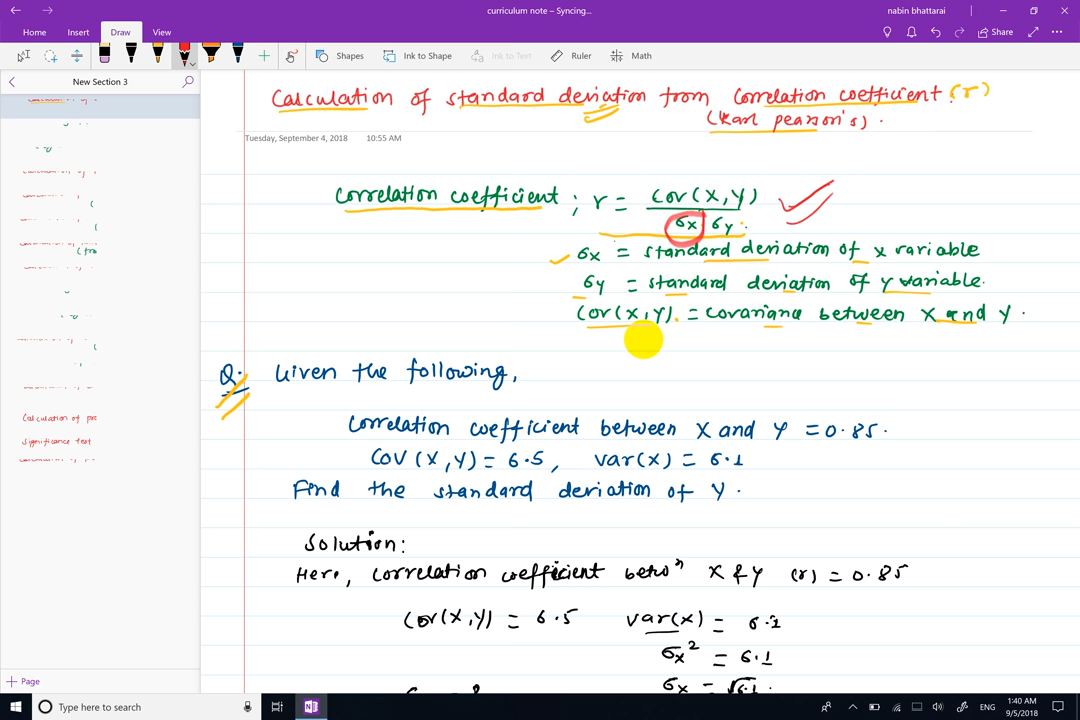 curriculum note – Syncing...
nabin bhattarai
Home Insert Draw View
Share
Shapes Ink to Shape Ink to Text Ruler Math
New Section 3
Calculation of standard deviation from Correlation coefficient. (r)
(Karl pearson's).
Tuesday, September 4, 2018 10:55 AM
Correlation coefficient ; r = Cov(X,Y)
σx σy
σx = standard deviation of x variable
σy = standard deviation of y variable.
Cov(X,Y). = covariance between X and Y.
Q. Given the following,
Correlation coefficient between X and Y = 0.85.
COV (X,Y) = 6.5, var(x) = 6.1
Find the standard deviation of Y.
Solution:
Here, correlation coefficient betwⁿ X & Y (r) = 0.85
Cov(X,Y) = 6.5 var(x) = 6.1
σx² = 6.1
σx = √6.1.
Calculation of pr
Significance test
Page
Type here to search
ENG
1:40 AM
9/5/2018